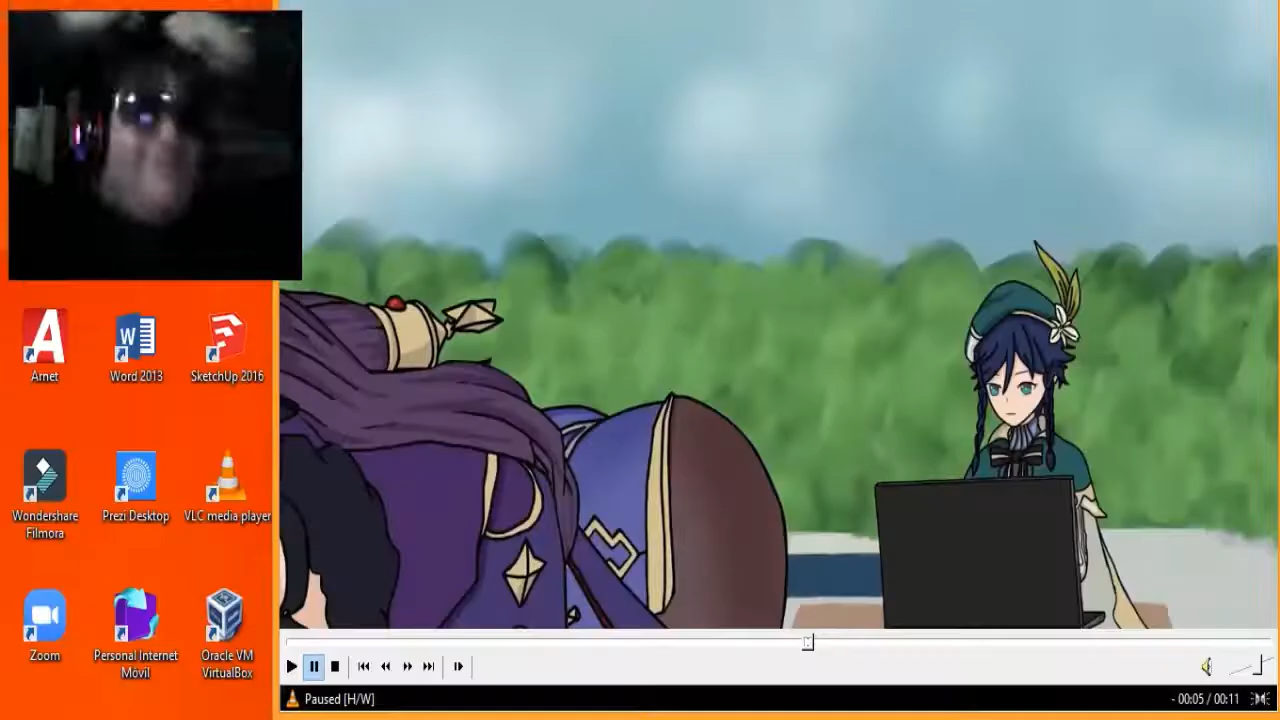 Arnet
Word 2013
SketchUp 2016
Wondershare
Filmora
Prezi Desktop
VLC media player
Zoom
Personal Internet
Móvil
Oracle VM
VirtualBox
Paused [H/W]
- 00:05 / 00:11